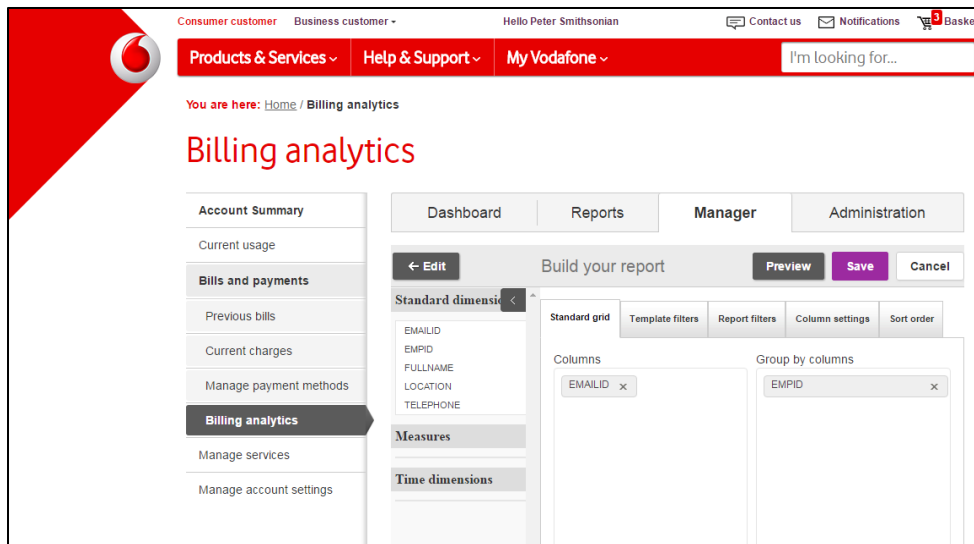 Consumer customer Business customer Hello Peter Smithsonian Contact us Notifications 3 Baske
Products & Services Help & Support My Vodafone I'm looking for...
You are here: Home / Billing analytics
Billing analytics
Account Summary
Current usage
Bills and payments
Previous bills
Current charges
Manage payment methods
Billing analytics
Manage services
Manage account settings
Dashboard Reports Manager Administration
← Edit Build your report Preview Save Cancel
Standard dimensio
EMAILID
EMPID
FULLNAME
LOCATION
TELEPHONE
Measures
Time dimensions
Standard grid Template filters Report filters Column settings Sort order
Columns Group by columns
EMAILID × EMPID ×